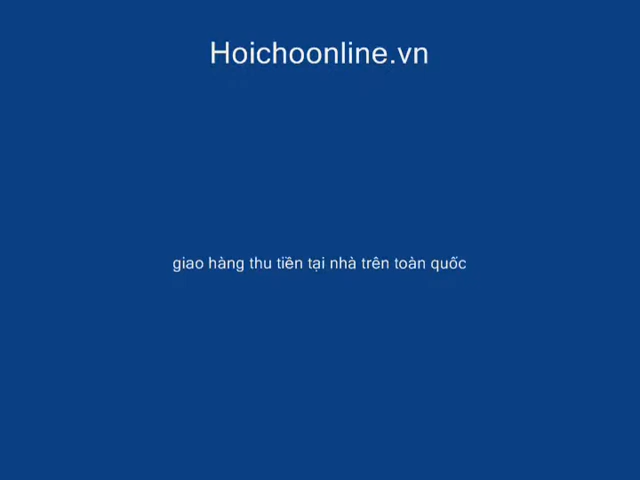 Hoichoonline.vn
giao hàng thu tiền tại nhà trên toàn quốc